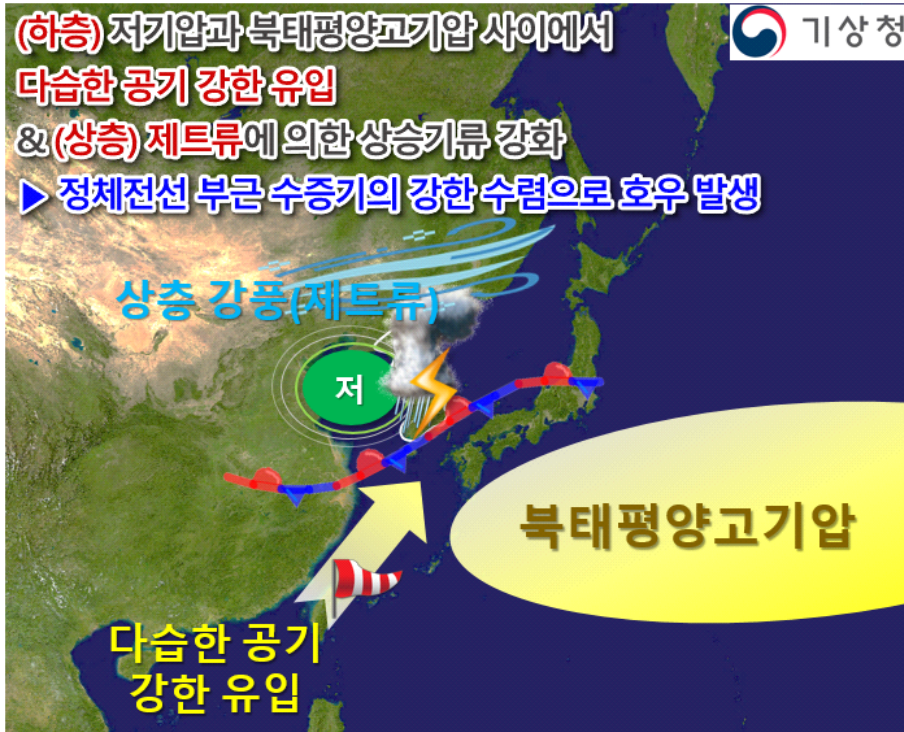 (하층) 저기압과 북태평양고기압 사이에서
기상청
다습한 공기 강한 유입
& (상층) 제트류에 의한 상승기류 강화
▶ 정체전선 부근 수증기의 강한 수렴으로 호우 발생
상층 강풍(제트류)
저
북태평양고기압
다습한 공기
강한 유입